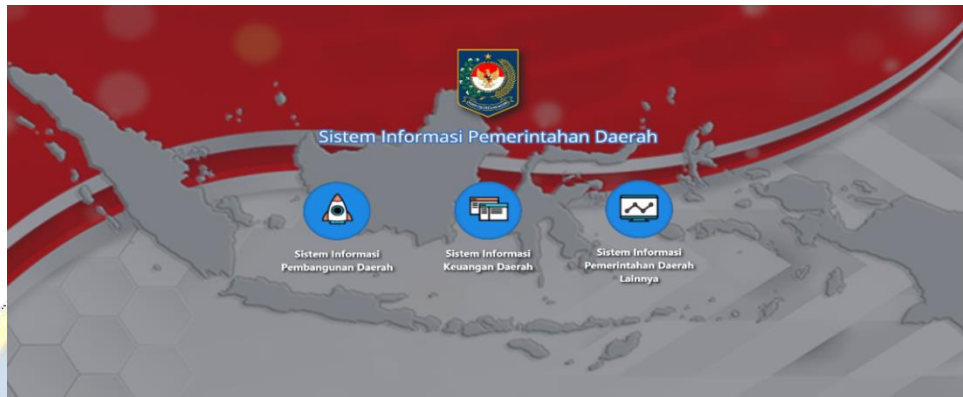 Sistem Informasi Pemerintahan Daerah
Sistem Informasi
Pembangunan Daerah
Sistem Informasi
Keuangan Daerah
Sistem Informasi
Pemerintahan Daerah
Lainnya